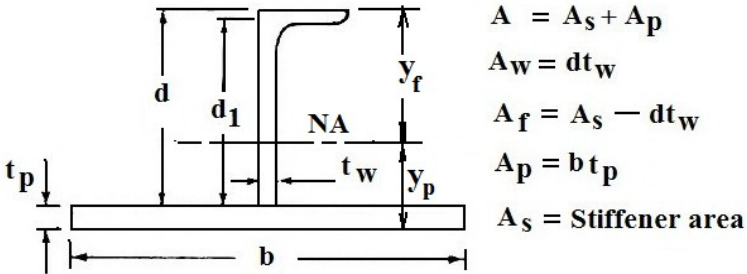 d
d1
yf
NA
tp
tw
yp
b
A = As + Ap
Aw = dtw
Af = As — dtw
Ap = b tp
As = Stiffener area